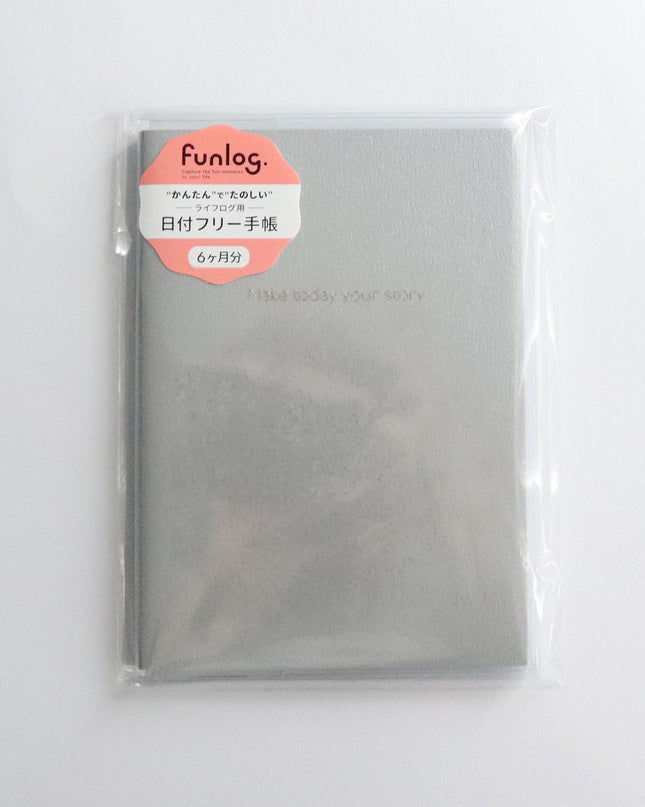 funlog.
Capture the fun moments
in your life.
“かんたん”で“たのしい”
ライフログ用
日付フリー手帳
6ヶ月分
Make today your story